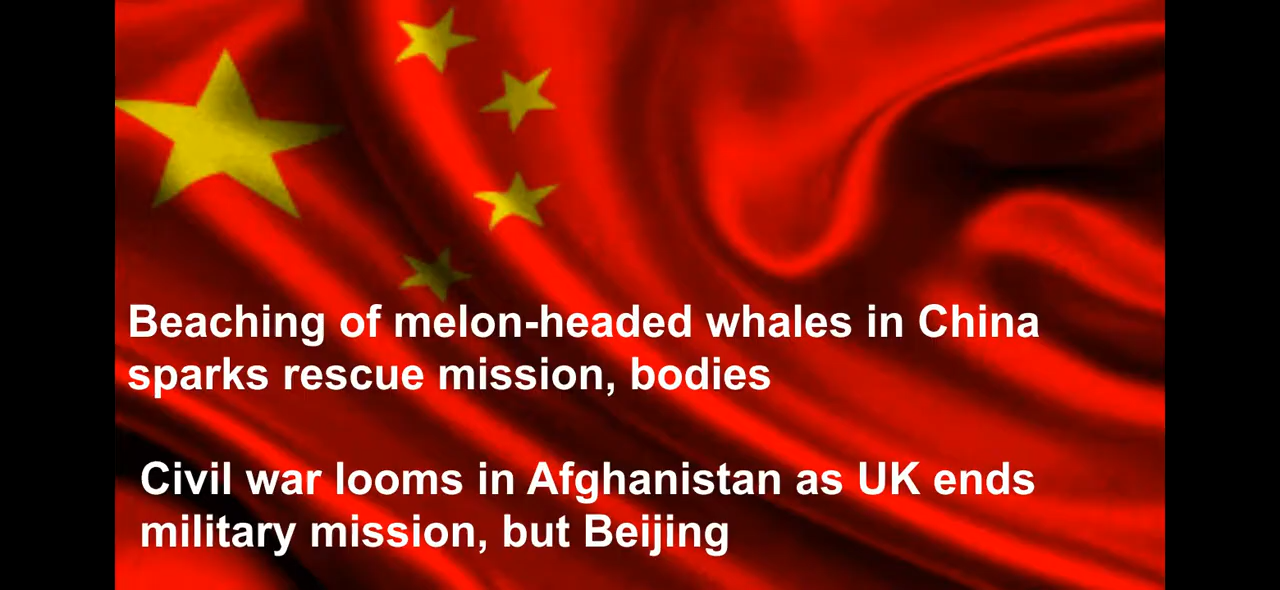 Beaching of melon-headed whales in China
sparks rescue mission, bodies
Civil war looms in Afghanistan as UK ends
military mission, but Beijing